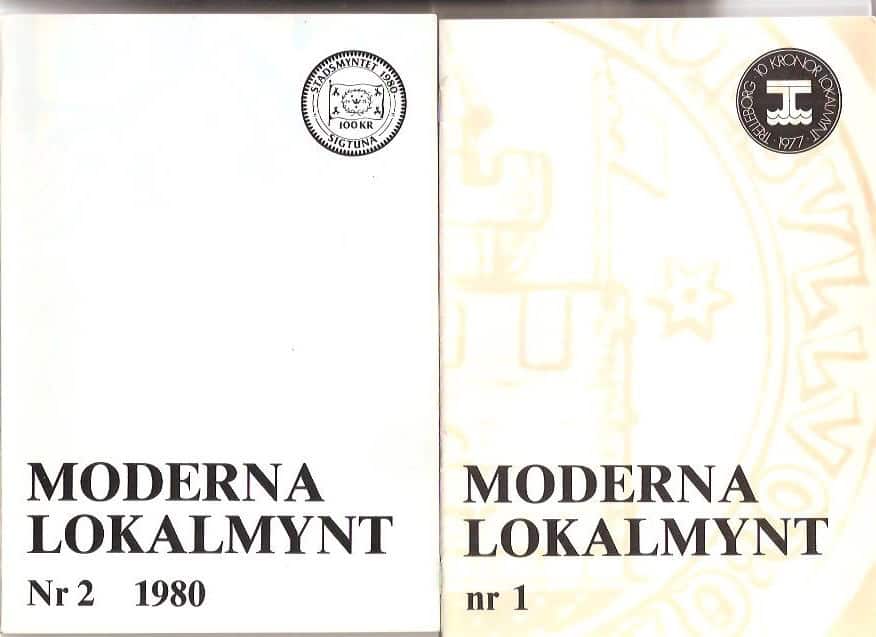 STADSMYNTET 1980
100 KR
SIGTUNA
MODERNA
LOKALMYNT
Nr 2 1980
TRELLEBORG · 10 KRONOR LOKALMYNT · 1977
MODERNA
LOKALMYNT
nr 1